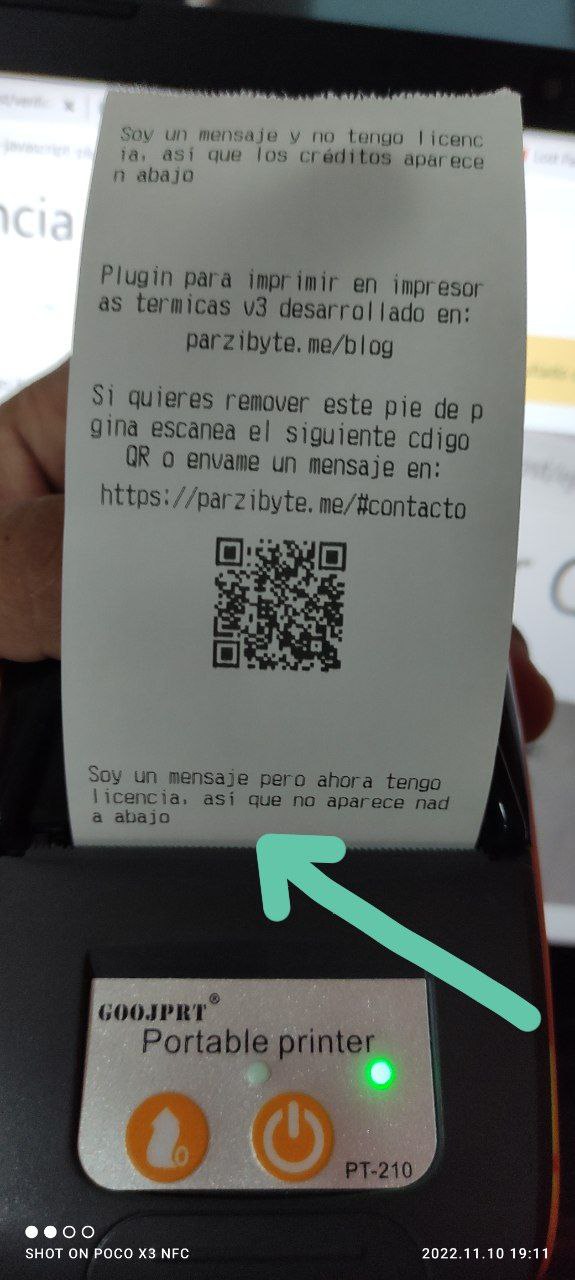 Soy un mensaje y no tengo licenc
ia, así que los créditos aparece
n abajo
Plugin para imprimir en impresor
as termicas v3 desarrollado en:
parzibyte.me/blog
Si quieres remover este pie de p
gina escanea el siguiente cdigo
QR o envame un mensaje en:
https://parzibyte.me/#contacto
Soy un mensaje pero ahora tengo
licencia, así que no aparece nad
a abajo
GOOJPRT®
Portable printer
PT-210
SHOT ON POCO X3 NFC
2022.11.10 19:11